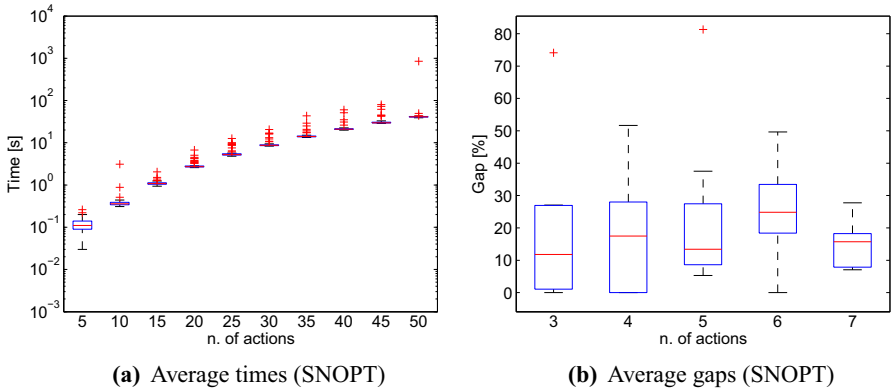 10^4
10^3
10^2
10^1
10^0
10^-1
10^-2
10^-3
Time [s]
5 10 15 20 25 30 35 40 45 50
n. of actions
(a) Average times (SNOPT)
80
70
60
50
40
30
20
10
0
Gap [%]
3 4 5 6 7
n. of actions
(b) Average gaps (SNOPT)